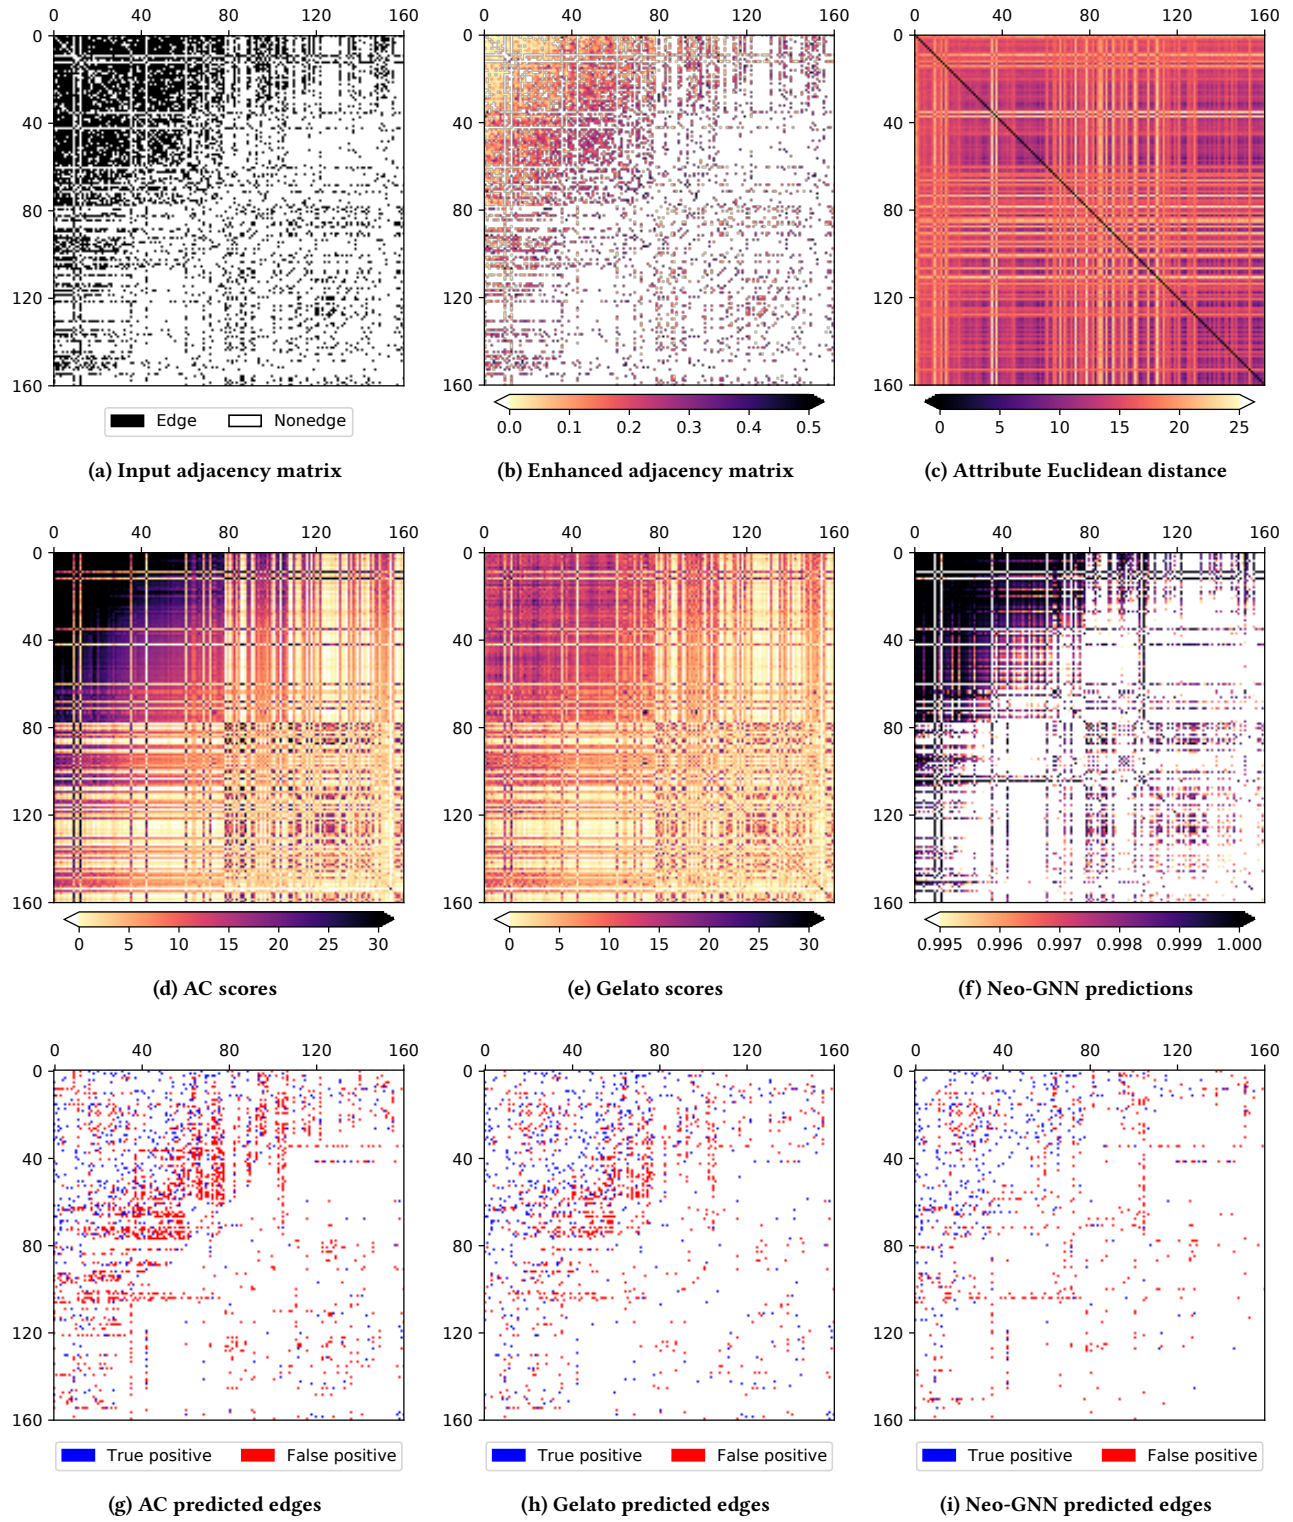 0 40 80 120 160 0 40 80 120 160 0 40 80 120 160
0 0 0
40 40 40
80 80 80
120 120 120
160 160 160
Edge Nonedge
0.0 0.1 0.2 0.3 0.4 0.5
0 5 10 15 20 25
(a) Input adjacency matrix (b) Enhanced adjacency matrix (c) Attribute Euclidean distance
0 40 80 120 160 0 40 80 120 160 0 40 80 120 160
0 0 0
40 40 40
80 80 80
120 120 120
160 160 160
0 5 10 15 20 25 30 0 5 10 15 20 25 30 0.995 0.996 0.997 0.998 0.999 1.000
(d) AC scores (e) Gelato scores (f) Neo-GNN predictions
0 40 80 120 160 0 40 80 120 160 0 40 80 120 160
0 0 0
40 40 40
80 80 80
120 120 120
160 160 160
True positive False positive True positive False positive True positive False positive
(g) AC predicted edges (h) Gelato predicted edges (i) Neo-GNN predicted edges